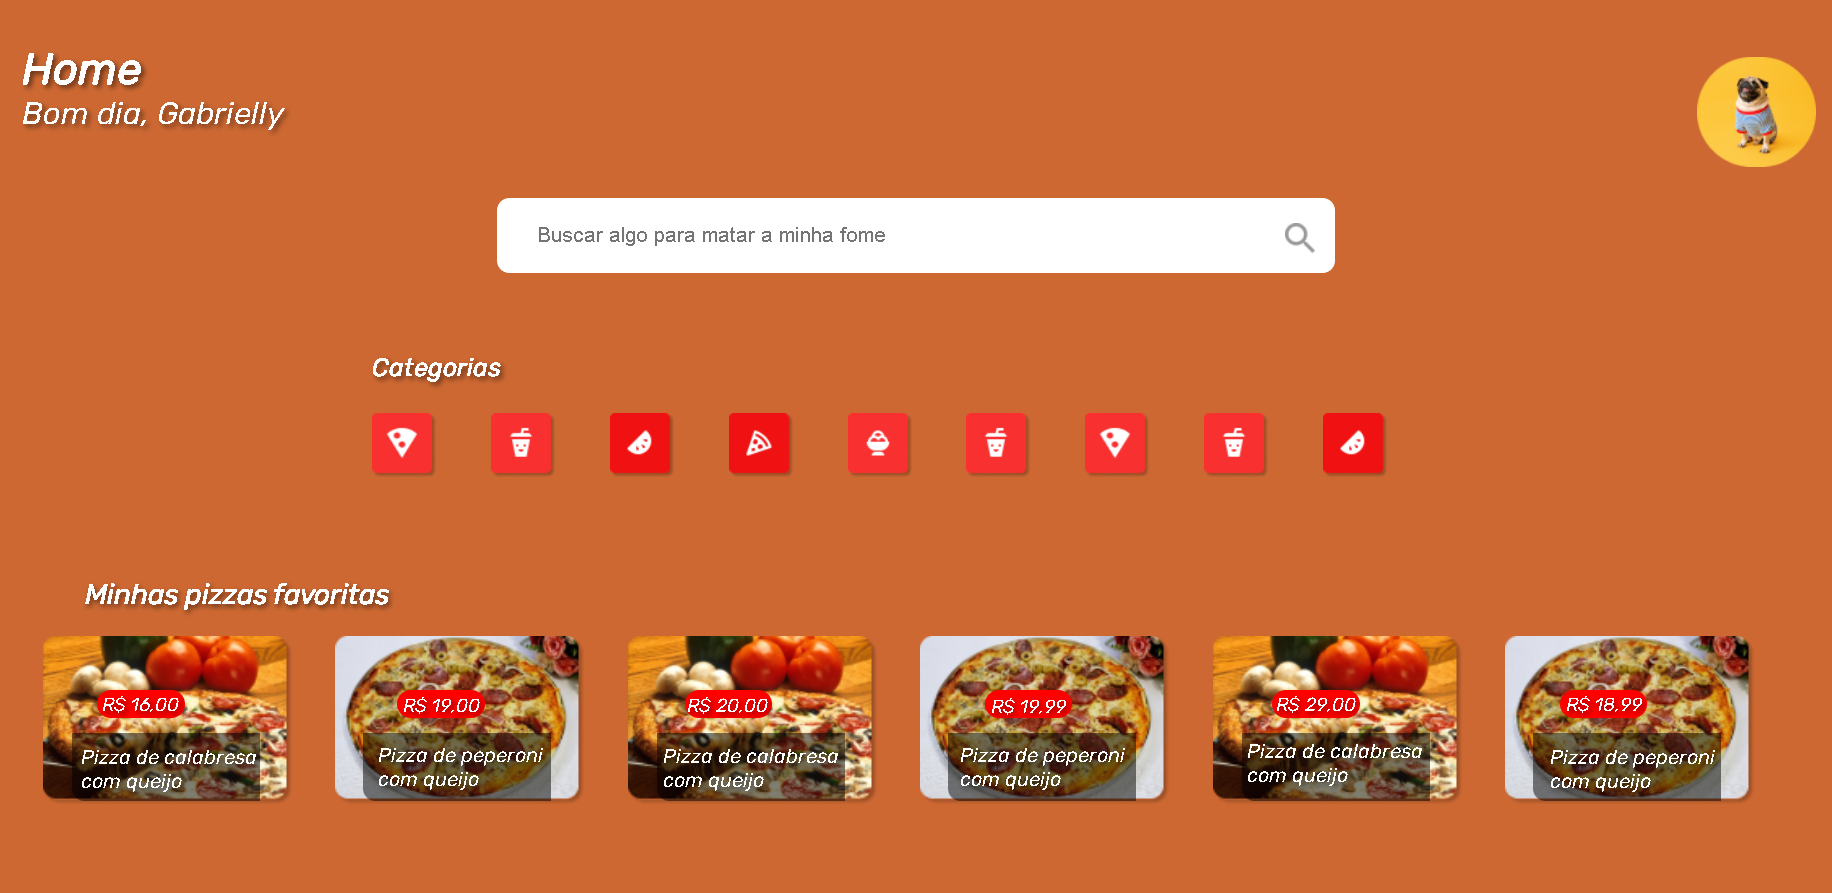 Home
Bom dia, Gabrielly
Buscar algo para matar a minha fome
Categorias
Minhas pizzas favoritas
R$ 16,00
Pizza de calabresa
com queijo
R$ 19,00
Pizza de peperoni
com queijo
R$ 20,00
Pizza de calabresa
com queijo
R$ 19,99
Pizza de peperoni
com queijo
R$ 29,00
Pizza de calabresa
com queijo
R$ 18,99
Pizza de peperoni
com queijo